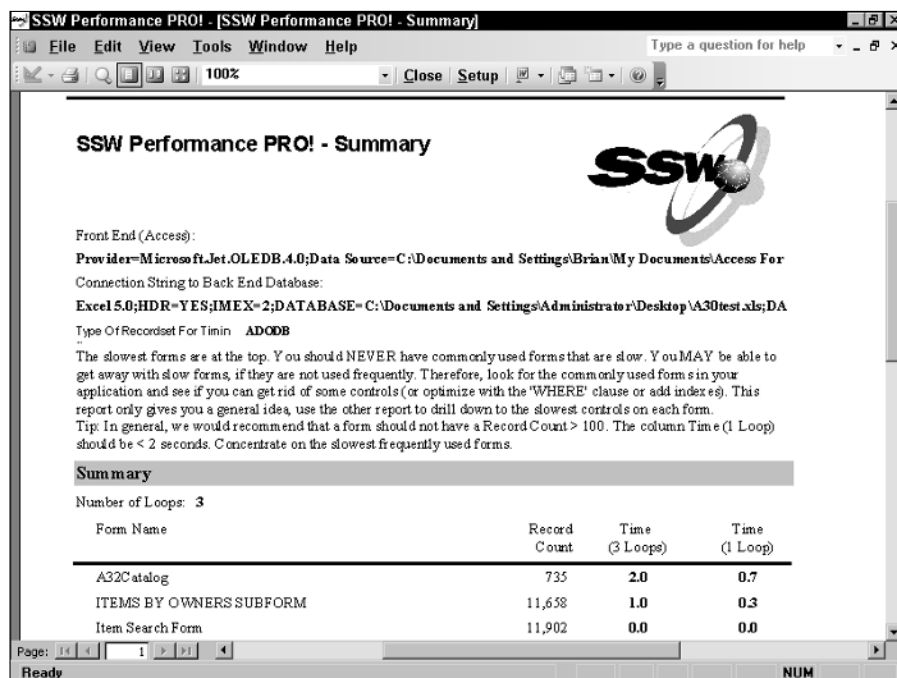 SSW Performance PRO! - [SSW Performance PRO! - Summary]
File Edit View Tools Window Help Type a question for help
100% Close Setup
SSW Performance PRO! - Summary
SSW
Front End (Access):
Provider=Microsoft.Jet.OLEDB.4.0;Data Source=C:\Documents and Settings\Brian\My Documents\Access For
Connection String to Back End Database:
Excel 5.0;HDR=YES;IMEX=2;DATABASE=C:\Documents and Settings\Administrator\Desktop\A30test.xls;DA
Type Of Recordset For Timin ADODB
The slowest forms are at the top. You should NEVER have commonly used forms that are slow. You MAY be able to
get away with slow forms, if they are not used frequently. Therefore, look for the commonly used forms in your
application and see if you can get rid of some controls (or optimize with the 'WHERE' clause or add indexes). This
report only gives you a general idea, use the other report to drill down to the slowest controls on each form.
Tip: In general, we would recommend that a form should not have a Record Count > 100. The column Time (1 Loop)
should be < 2 seconds. Concentrate on the slowest frequently used forms.
Summary
Number of Loops: 3
Form Name Record Time Time
Count (3 Loops) (1 Loop)
A32Catalog 735 2.0 0.7
ITEMS BY OWNERS SUBFORM 11,658 1.0 0.3
Item Search Form 11,902 0.0 0.0
Page: 1
Ready NUM